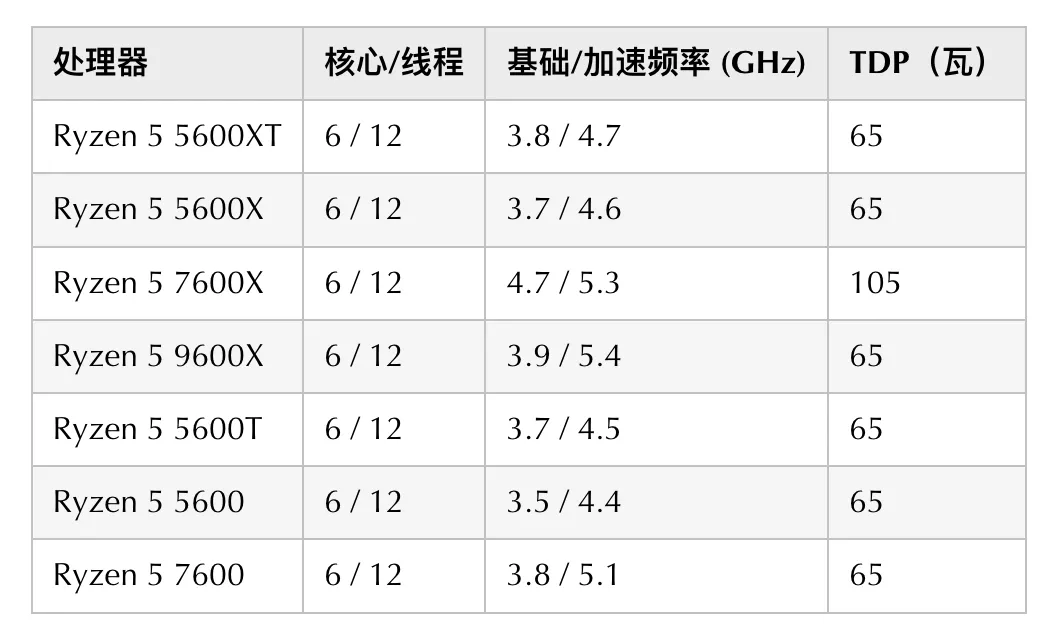 处理器 核心/线程 基础/加速频率 (GHz) TDP（瓦）
Ryzen 5 5600XT 6 / 12 3.8 / 4.7 65
Ryzen 5 5600X 6 / 12 3.7 / 4.6 65
Ryzen 5 7600X 6 / 12 4.7 / 5.3 105
Ryzen 5 9600X 6 / 12 3.9 / 5.4 65
Ryzen 5 5600T 6 / 12 3.7 / 4.5 65
Ryzen 5 5600 6 / 12 3.5 / 4.4 65
Ryzen 5 7600 6 / 12 3.8 / 5.1 65